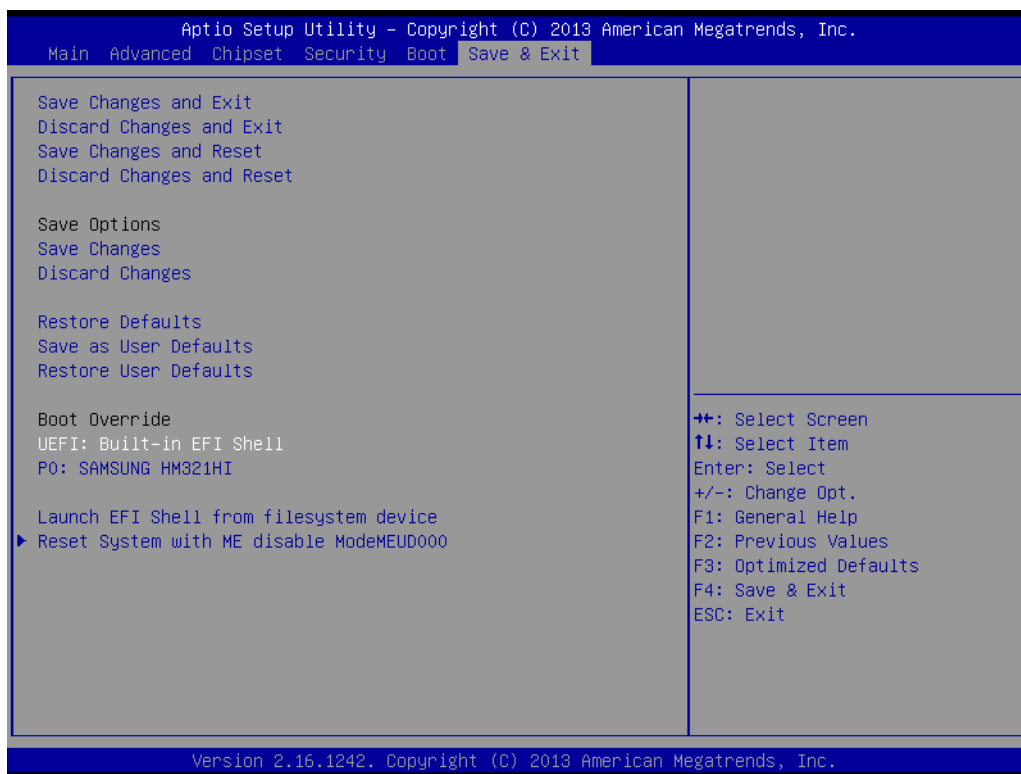 Aptio Setup Utility – Copyright (C) 2013 American Megatrends, Inc.
Main Advanced Chipset Security Boot Save & Exit
Save Changes and Exit
Discard Changes and Exit
Save Changes and Reset
Discard Changes and Reset
Save Options
Save Changes
Discard Changes
Restore Defaults
Save as User Defaults
Restore User Defaults
Boot Override
UEFI: Built-in EFI Shell
P0: SAMSUNG HM321HI
Launch EFI Shell from filesystem device
Reset System with ME disable ModeMEUD000
→←: Select Screen
↑↓: Select Item
Enter: Select
+/-: Change Opt.
F1: General Help
F2: Previous Values
F3: Optimized Defaults
F4: Save & Exit
ESC: Exit
Version 2.16.1242. Copyright (C) 2013 American Megatrends, Inc.